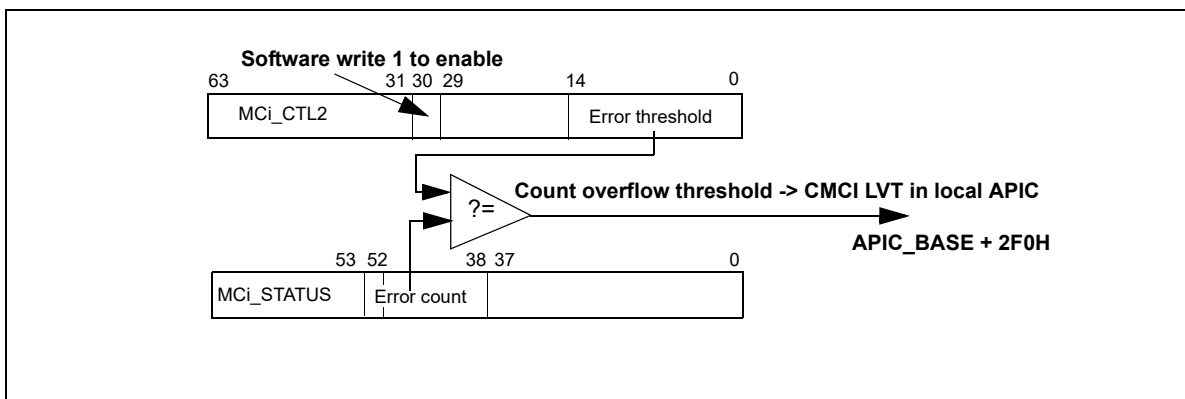 Software write 1 to enable
63 31 30 29 14 0
MCi_CTL2 Error threshold
Count overflow threshold -> CMCI LVT in local APIC
?=
APIC_BASE + 2F0H
53 52 38 37 0
MCi_STATUS Error count